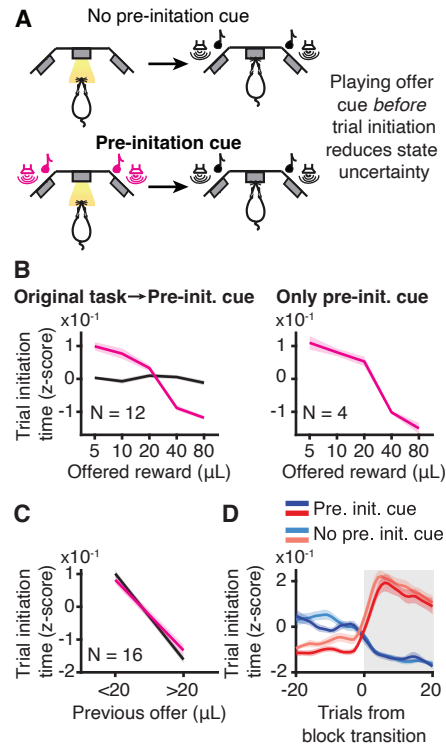 A
No pre-initation cue
Pre-initation cue
Playing offer
cue before
trial initiation
reduces state
uncertainty
B
Original task→Pre-init. cue
x10⁻¹
Trial initiation
time (z-score)
1
0
-1
N = 12
5 10 20 40 80
Offered reward (µL)
Only pre-init. cue
x10⁻¹
1
0
-1
N = 4
5 10 20 40 80
Offered reward (µL)
C
x10⁻¹
Trial initiation
time (z-score)
1
0
-1
-2
N = 16
<20 >20
Previous offer (µL)
D
Pre. init. cue
No pre. init. cue
x10⁻¹
Trial initiation
time (z-score)
2
0
-2
-20 0 20
Trials from
block transition